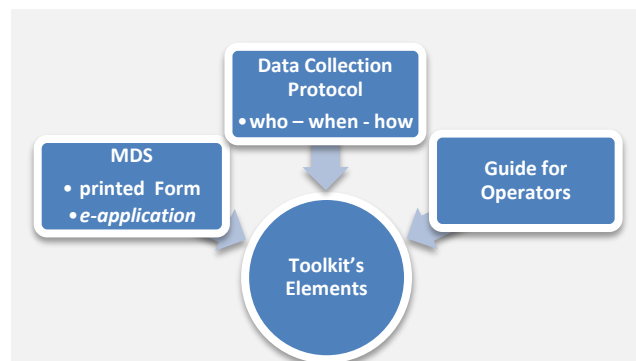 Data Collection
Protocol
• who – when - how
MDS
• printed Form
• e-application
Guide for
Operators
Toolkit's
Elements